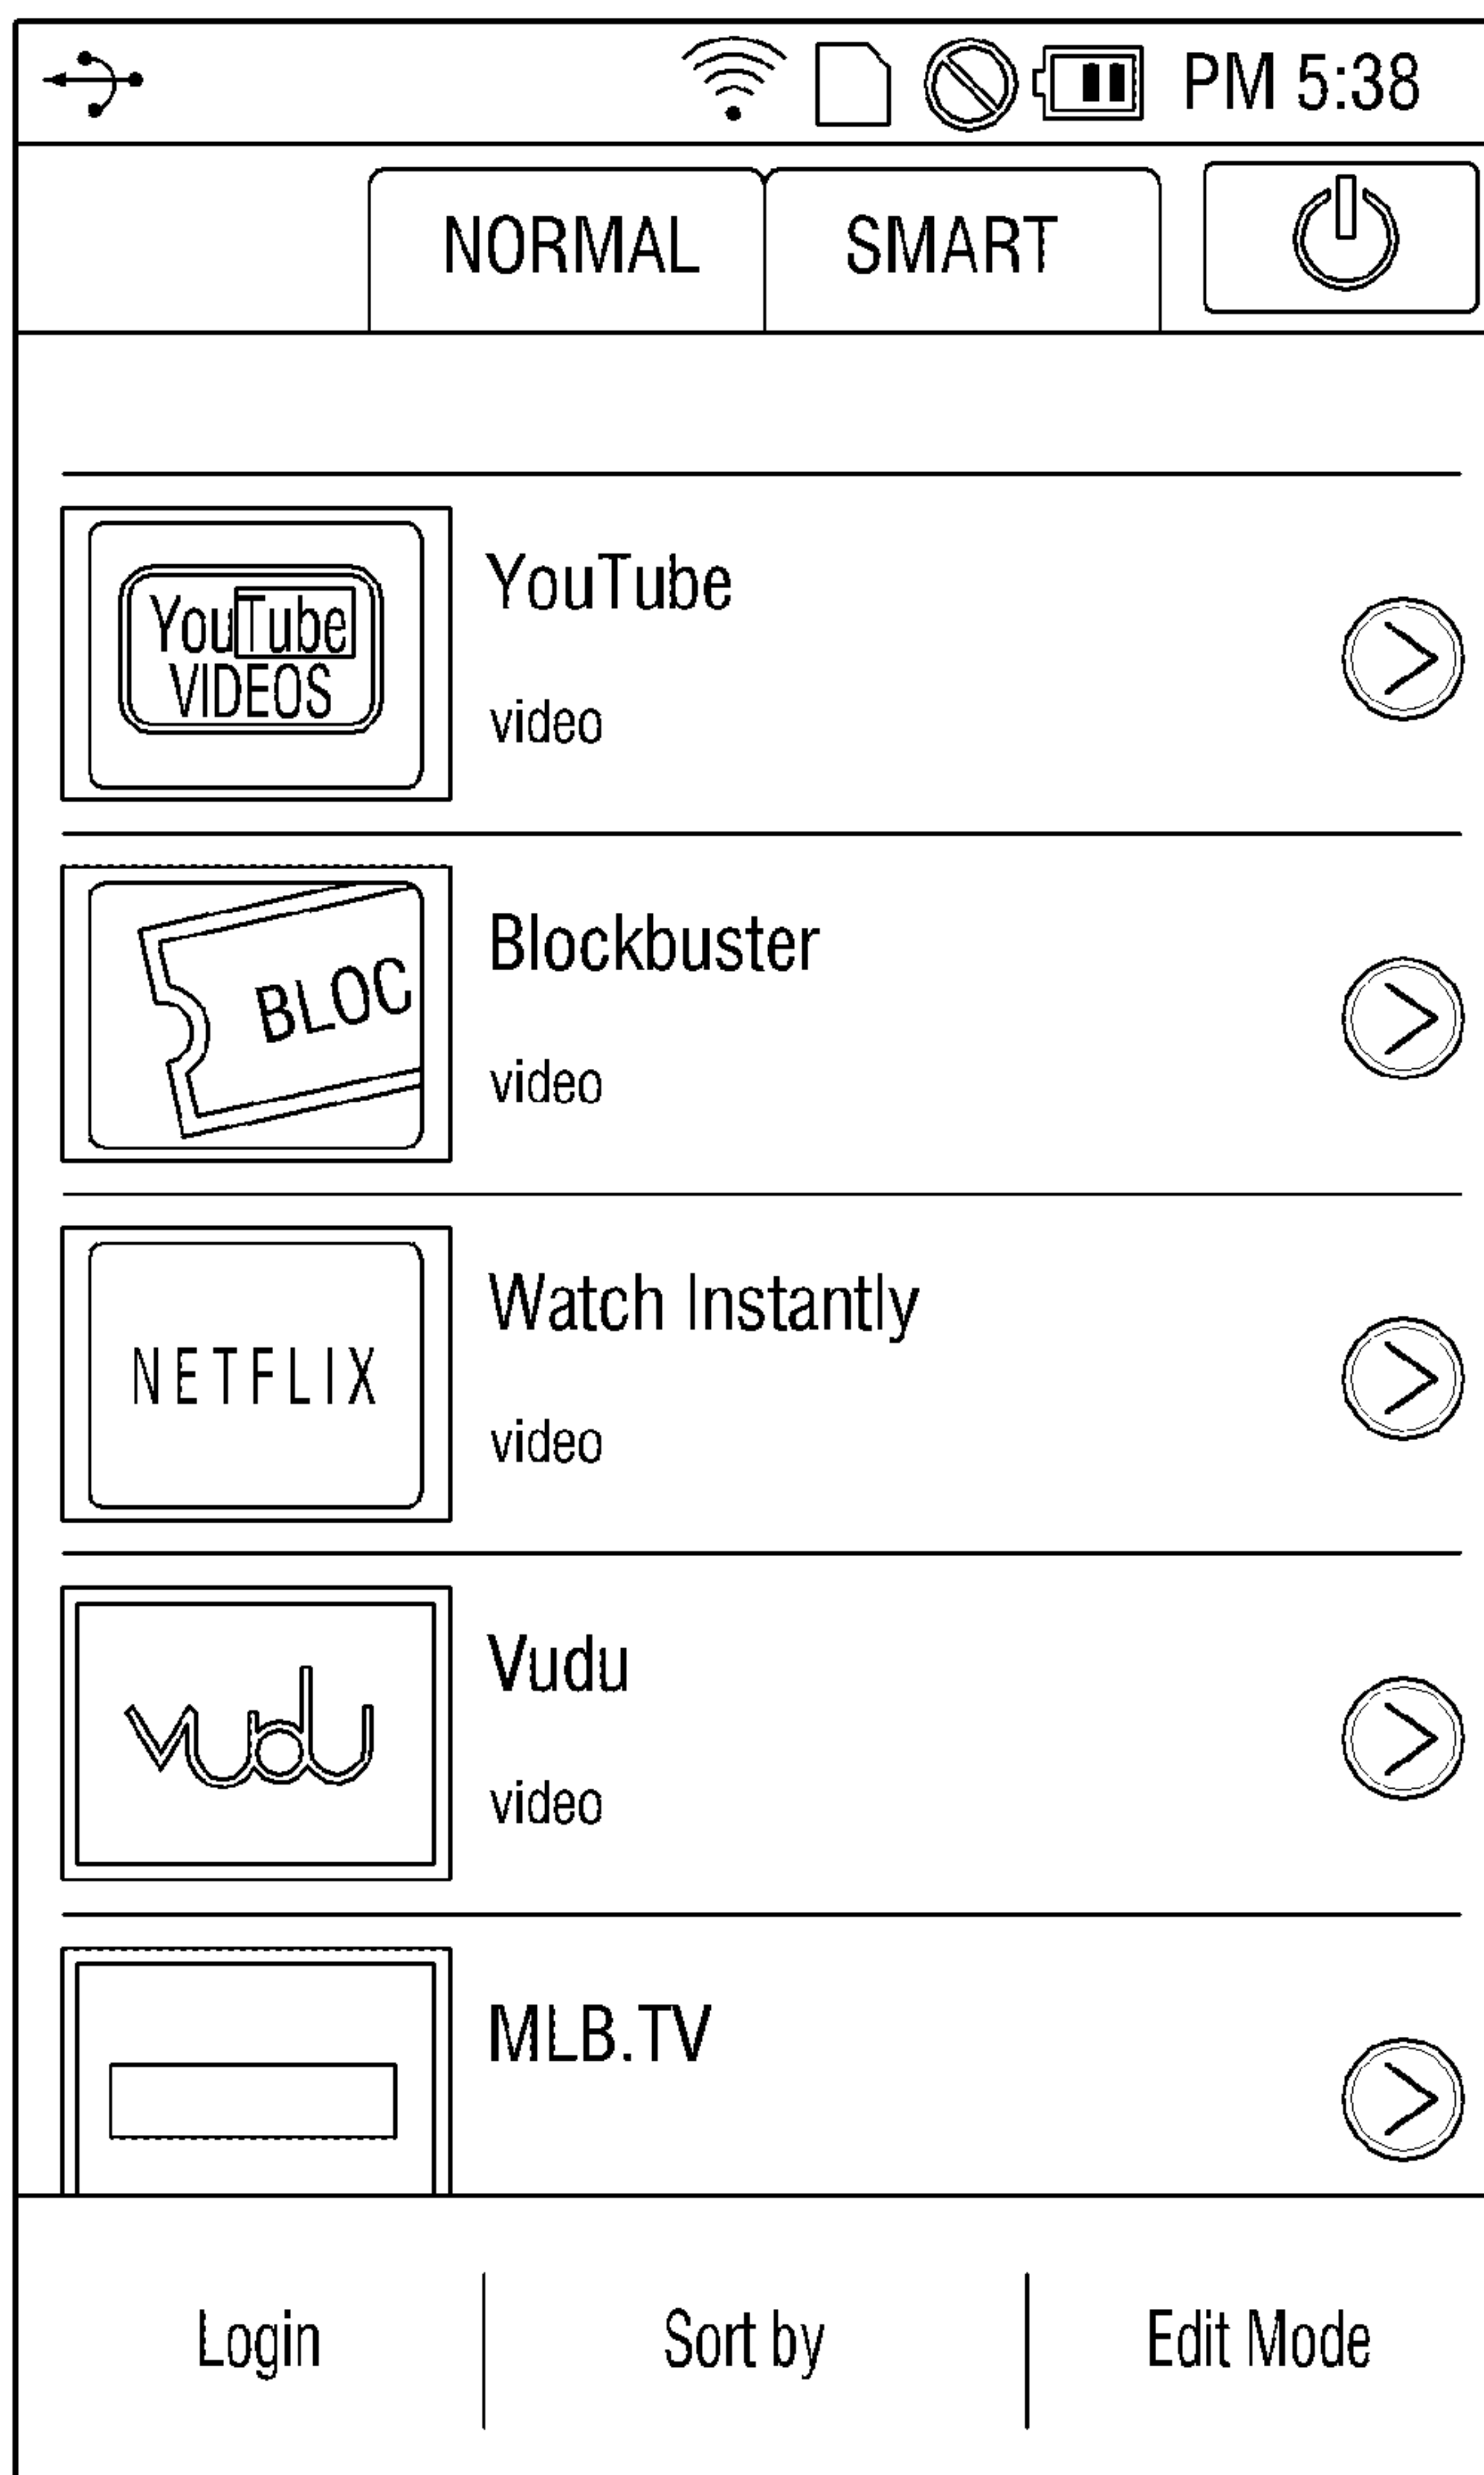 PM 5:38
NORMAL
SMART
YouTube
VIDEOS
YouTube
video
BLOC
Blockbuster
video
NETFLIX
Watch Instantly
video
vudu
Vudu
video
MLB.TV
Login
Sort by
Edit Mode